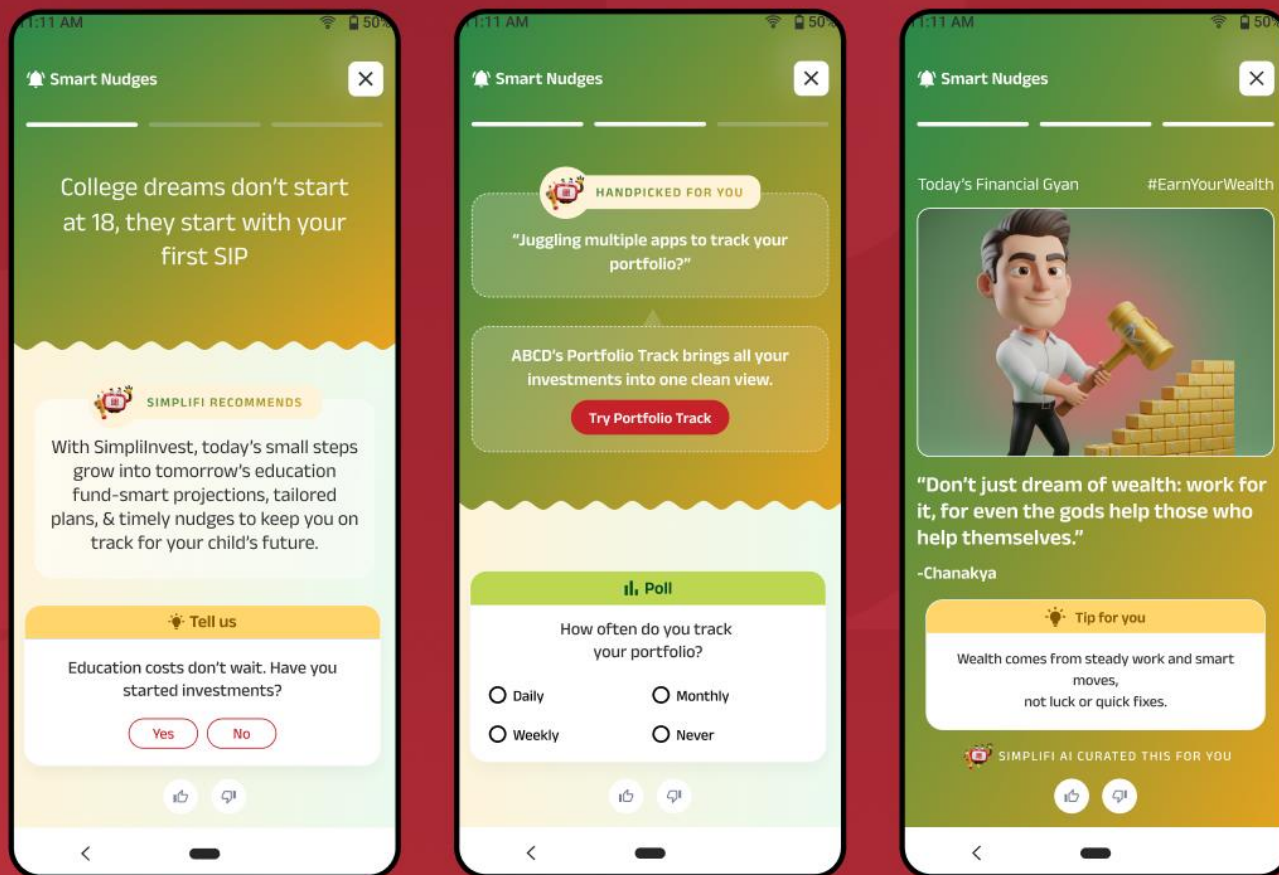 11:11 AM
50%
Smart Nudges
College dreams don't start
at 18, they start with your
first SIP
SIMPLIFI RECOMMENDS
With SimpliInvest, today's small steps
grow into tomorrow's education
fund-smart projections, tailored
plans, & timely nudges to keep you on
track for your child's future.
Tell us
Education costs don't wait. Have you
started investments?
Yes No
11:11 AM
50%
Smart Nudges
HANDPICKED FOR YOU
"Juggling multiple apps to track your
portfolio?"
ABCD's Portfolio Track brings all your
investments into one clean view.
Try Portfolio Track
Poll
How often do you track
your portfolio?
Daily Monthly
Weekly Never
11:11 AM
50%
Smart Nudges
Today's Financial Gyan #EarnYourWealth
"Don't just dream of wealth: work for
it, for even the gods help those who
help themselves."
-Chanakya
Tip for you
Wealth comes from steady work and smart
moves,
not luck or quick fixes.
SIMPLIFI AI CURATED THIS FOR YOU